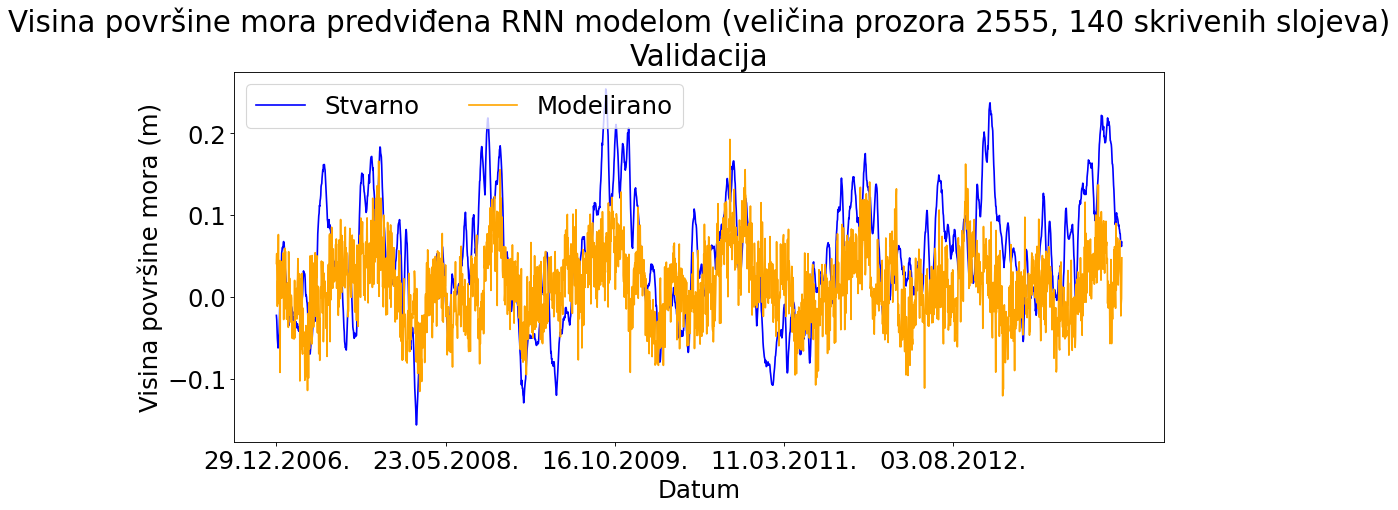 Visina površine mora predviđena RNN modelom (veličina prozora 2555, 140 skrivenih slojeva)
Validacija
Stvarno Modelirano
Visina površine mora (m)
0.2
0.1
0.0
−0.1
29.12.2006. 23.05.2008. 16.10.2009. 11.03.2011. 03.08.2012.
Datum